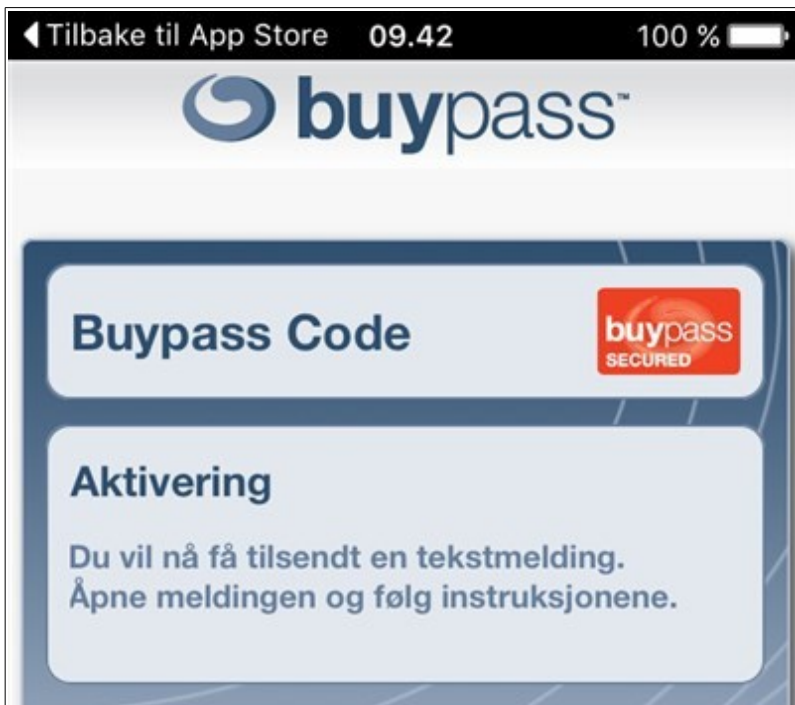 Tilbake til App Store 09.42 100 %
buypass™
Buypass Code
buypass
SECURED
Aktivering
Du vil nå få tilsendt en tekstmelding.
Åpne meldingen og følg instruksjonene.